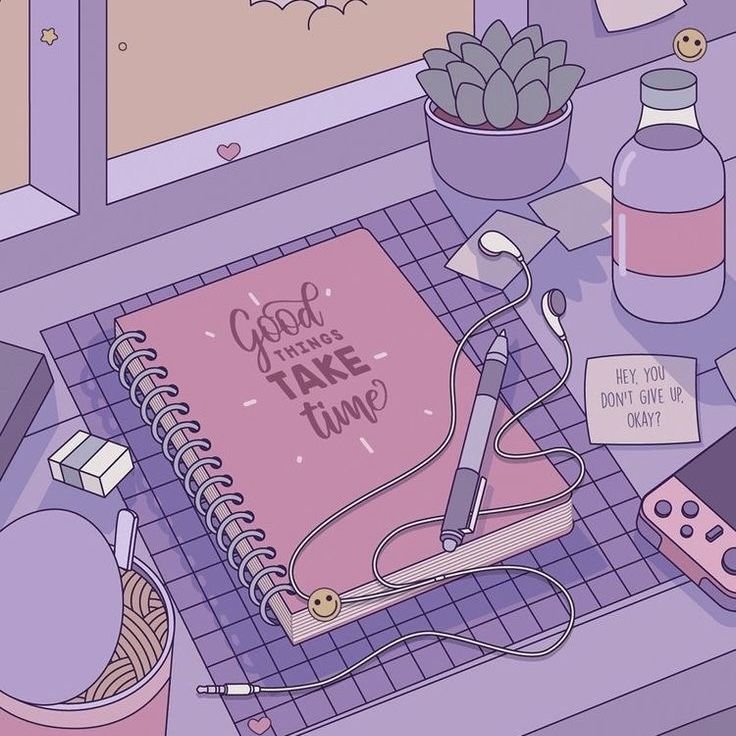 Good
THINGS
TAKE
time
HEY, YOU
DON'T GIVE UP,
OKAY?